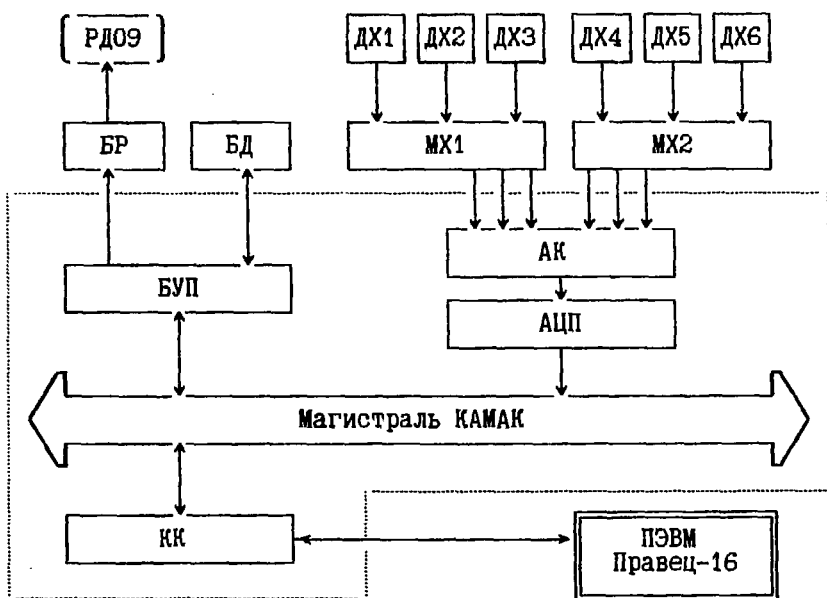 РД09 ДХ1 ДХ2 ДХ3 ДХ4 ДХ5 ДХ6
БР БД МХ1 МХ2
АК
БУП
АЦП
Магистраль КАМАК
КК
ПЭВМ
Правец-16